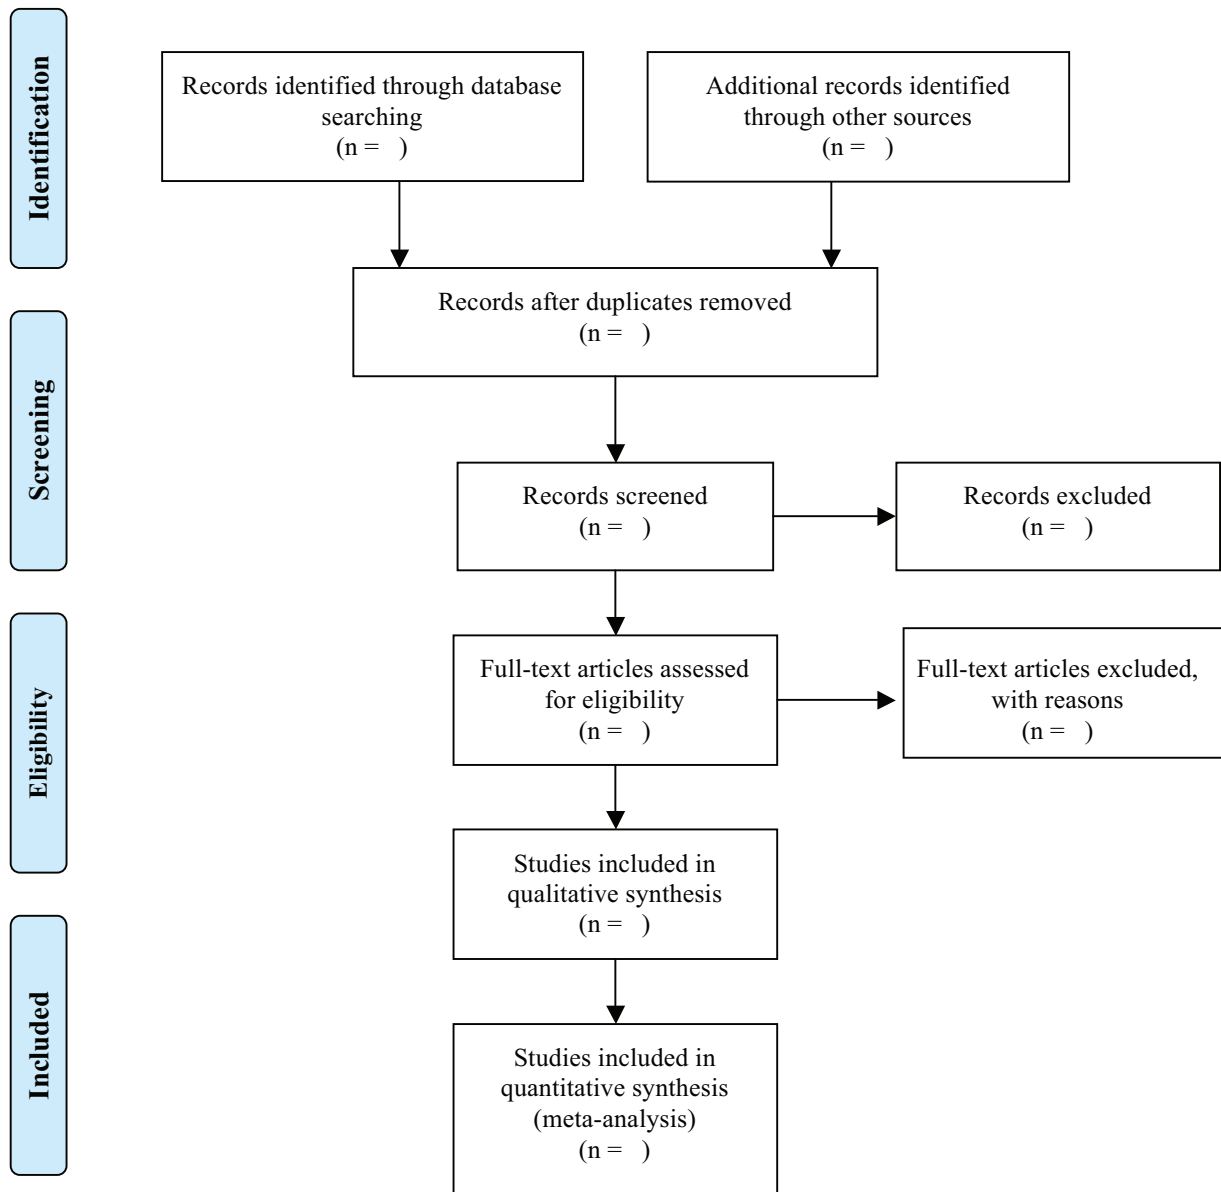 Identification
Records identified through database
searching
(n =   )
Additional records identified
through other sources
(n =   )
Records after duplicates removed
(n =   )
Screening
Records screened
(n =   )
Records excluded
(n =   )
Eligibility
Full-text articles assessed
for eligibility
(n =   )
Full-text articles excluded,
with reasons
(n =   )
Studies included in
qualitative synthesis
(n =   )
Included
Studies included in
quantitative synthesis
(meta-analysis)
(n =   )